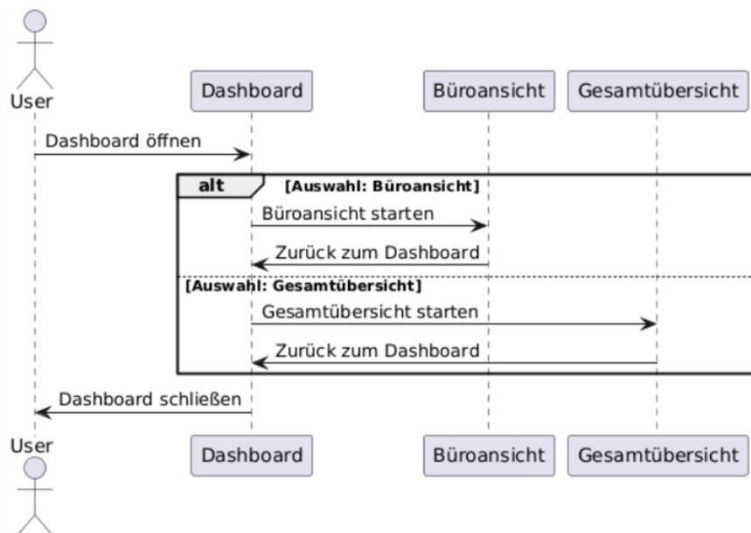 User
Dashboard
Büroansicht
Gesamtübersicht
Dashboard öffnen
alt
[Auswahl: Büroansicht]
Büroansicht starten
Zurück zum Dashboard
[Auswahl: Gesamtübersicht]
Gesamtübersicht starten
Zurück zum Dashboard
Dashboard schließen
User
Dashboard
Büroansicht
Gesamtübersicht